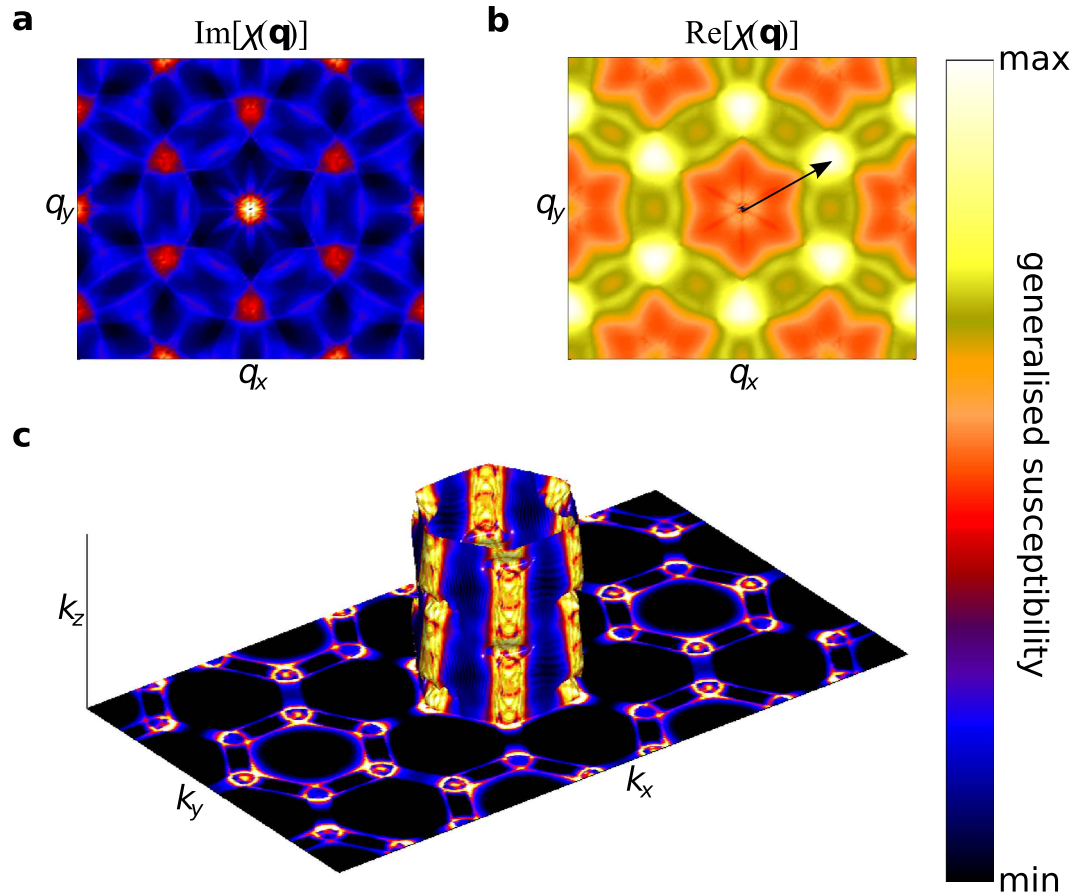 a
Im[χ(q)]
qy
qx
b
Re[χ(q)]
qy
qx
max
generalised susceptibility
min
c
kz
ky
kx